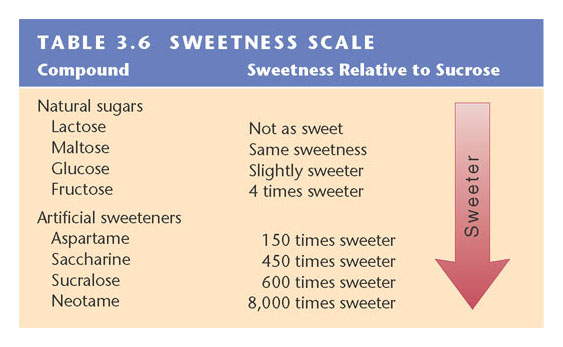 TABLE 3.6 SWEETNESS SCALE
Compound Sweetness Relative to Sucrose
Natural sugars
Lactose Not as sweet
Maltose Same sweetness
Glucose Slightly sweeter
Fructose 4 times sweeter
Artificial sweeteners
Aspartame 150 times sweeter
Saccharine 450 times sweeter
Sucralose 600 times sweeter
Neotame 8,000 times sweeter
Sweeter